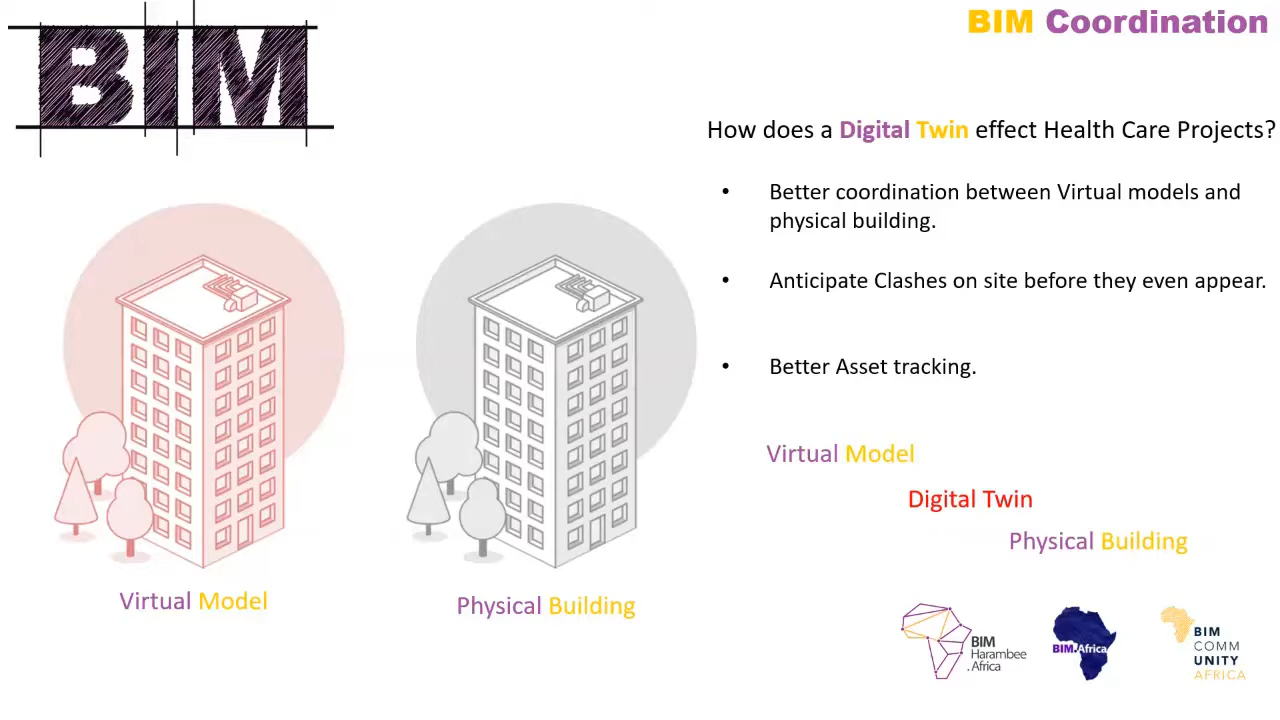 BIM
BIM Coordination
How does a Digital Twin effect Health Care Projects?
• Better coordination between Virtual models and
physical building.
• Anticipate Clashes on site before they even appear.
• Better Asset tracking.
Virtual Model
Digital Twin
Physical Building
Virtual Model
Physical Building
BIM
Harambee
.Africa
BIM.Africa
BIM
COMM
UNITY
AFRICA